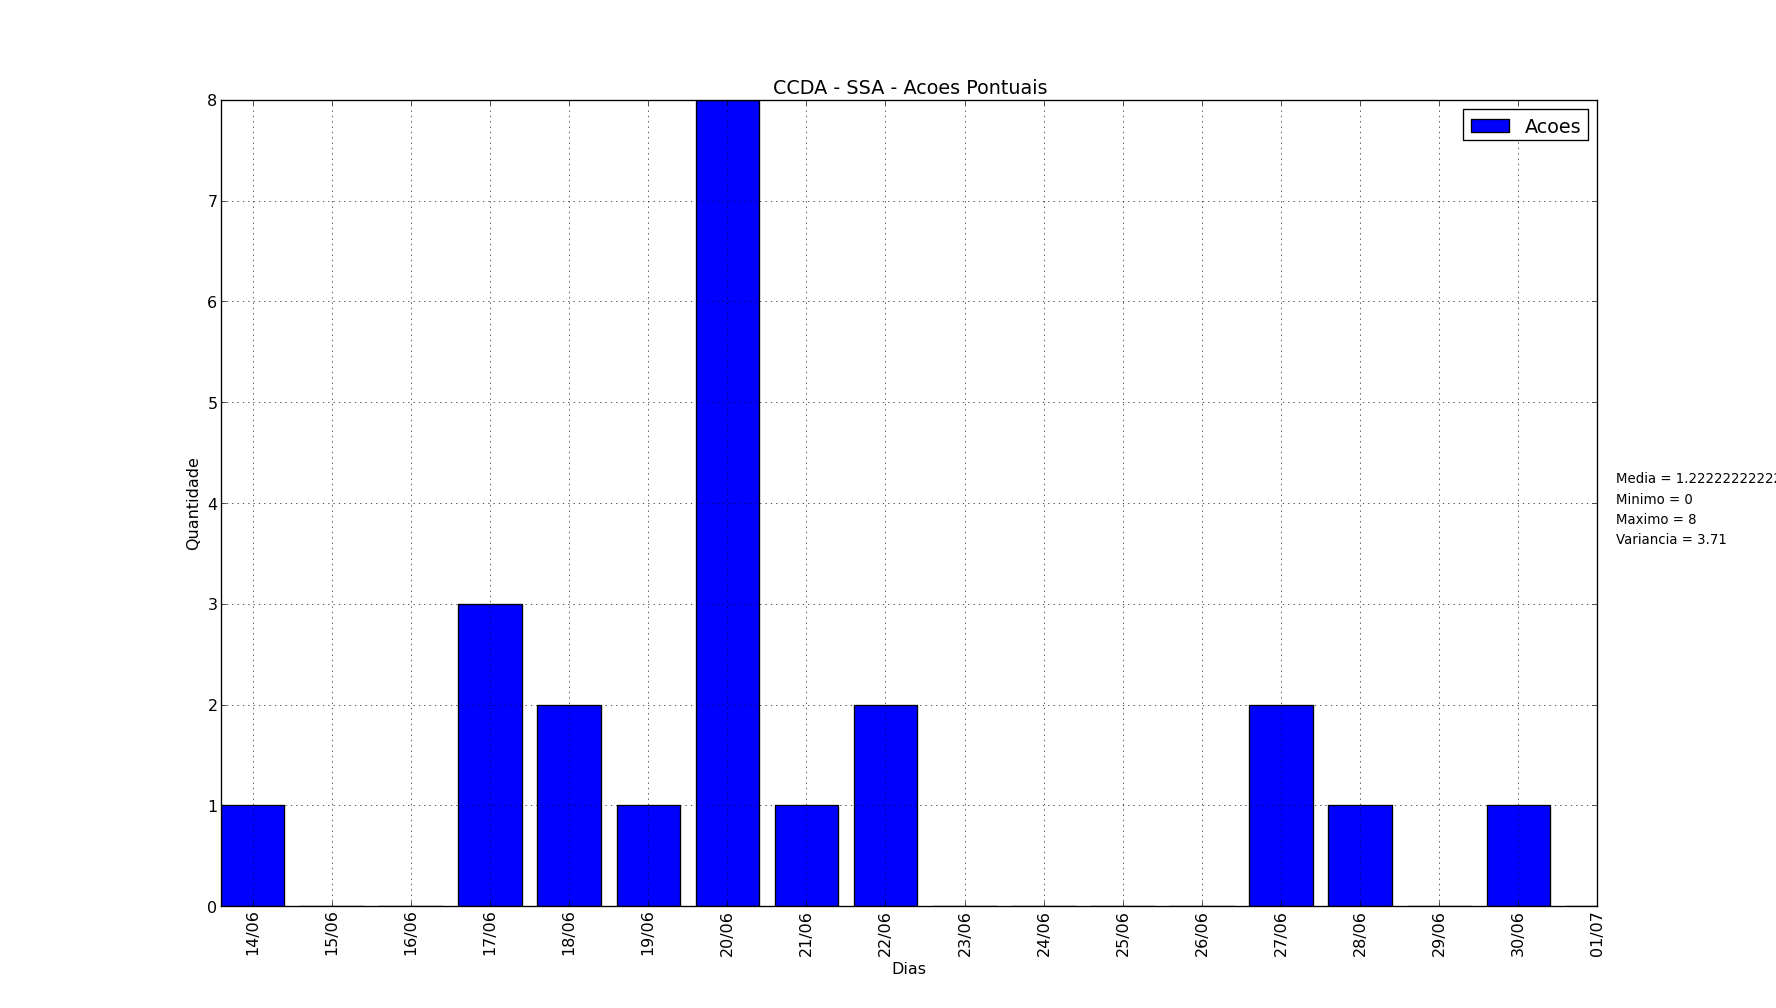 CCDA - SSA - Acoes Pontuais
Acoes
8
7
6
5
4
3
2
1
0
Quantidade
14/06 15/06 16/06 17/06 18/06 19/06 20/06 21/06 22/06 23/06 24/06 25/06 26/06 27/06 28/06 29/06 30/06 01/07
Dias
Media = 1.22222222222
Minimo = 0
Maximo = 8
Variancia = 3.71